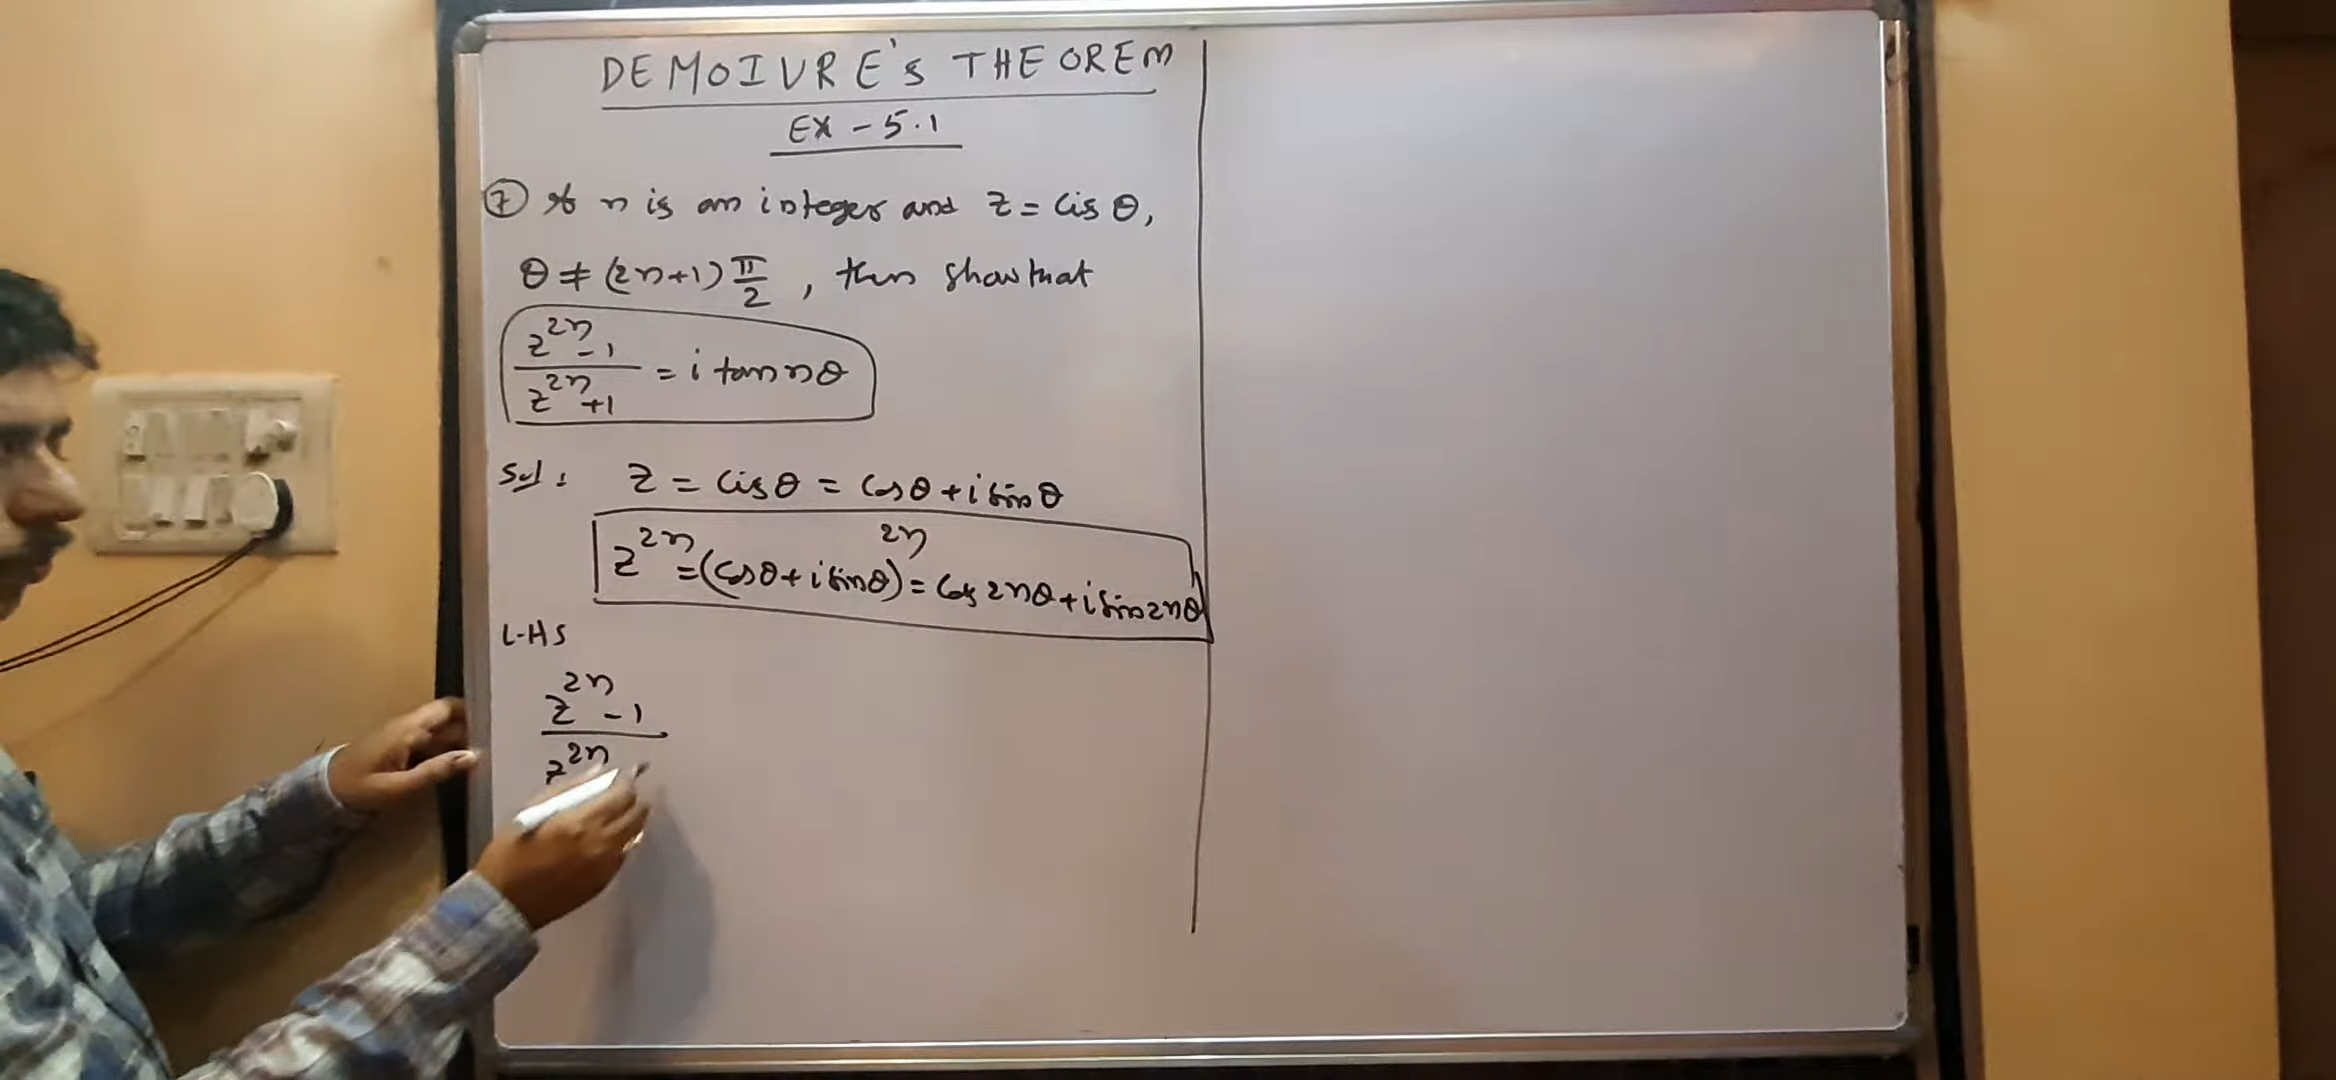 DEMOIVRE's THEOREM
EX - 5.1
⑦ If n is an integer and z = cis θ,
θ ≠ (2n+1) π/2 , then show that
(z^2n - 1)/(z^2n + 1) = i tan nθ
Sol : z = cis θ = cos θ + i sin θ
z^2n = (cos θ + i sin θ)^2n = cos 2nθ + i sin 2nθ
L-HS
z^2n - 1
z^2n